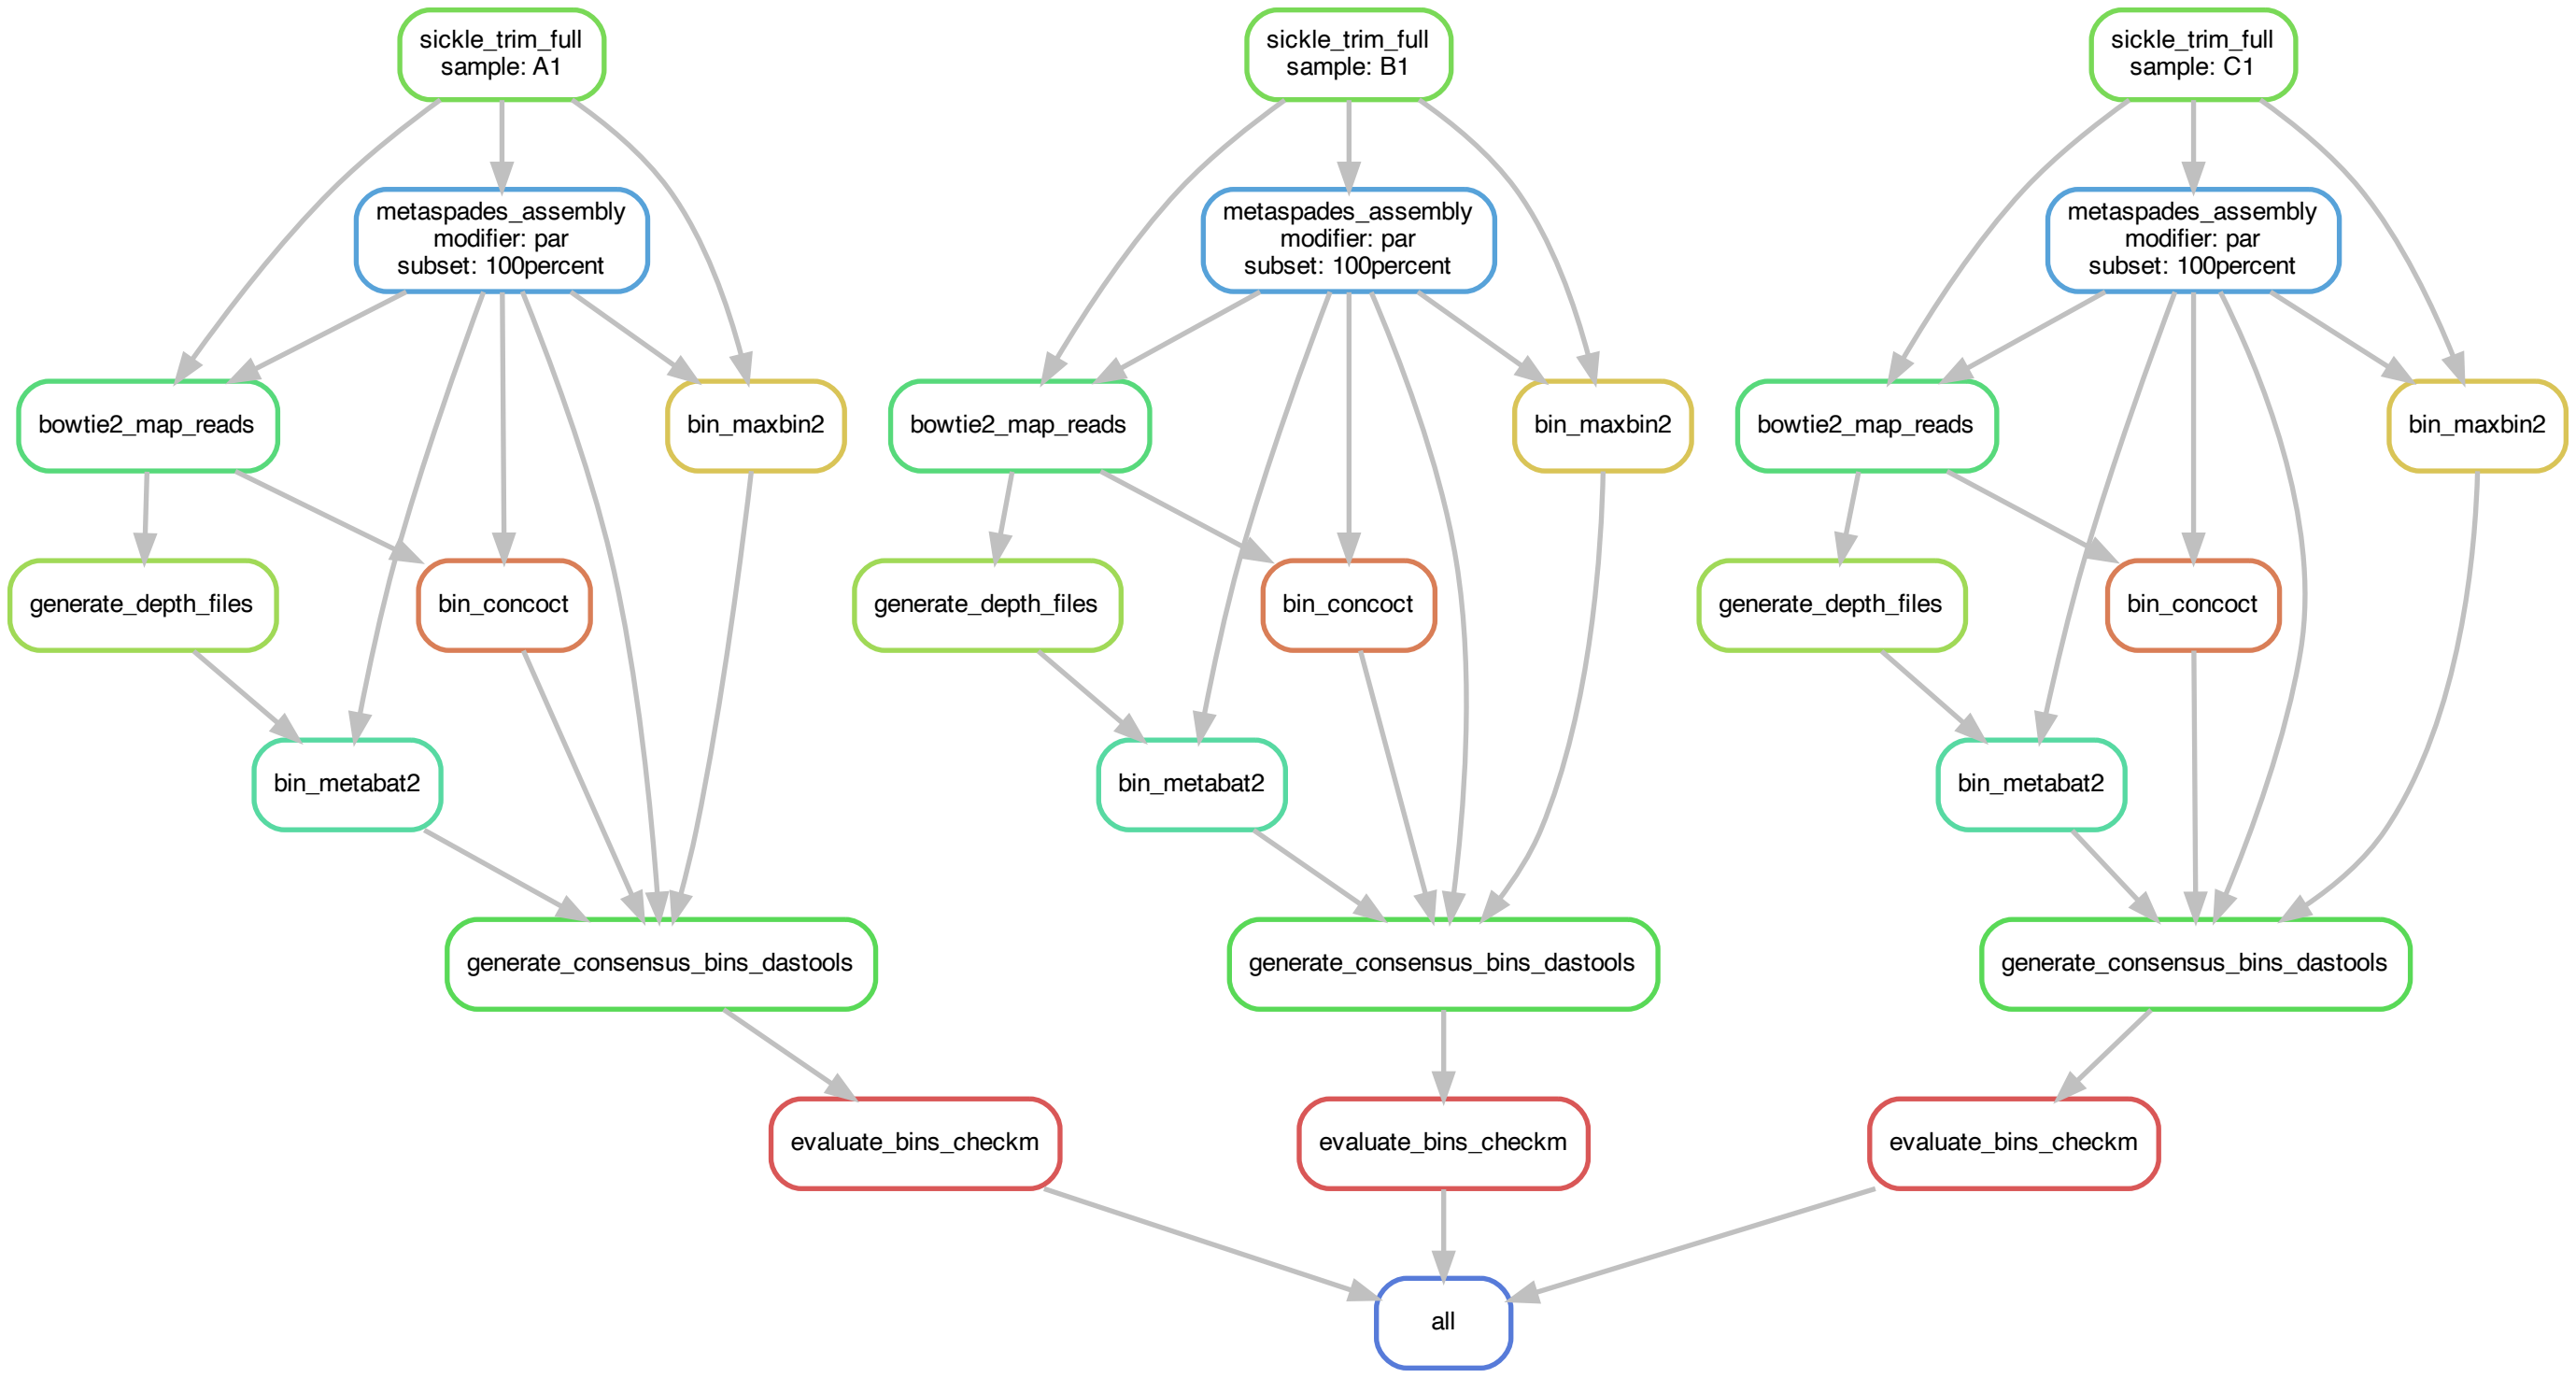 sickle_trim_full
sample: A1
sickle_trim_full
sample: B1
sickle_trim_full
sample: C1
metaspades_assembly
modifier: par
subset: 100percent
metaspades_assembly
modifier: par
subset: 100percent
metaspades_assembly
modifier: par
subset: 100percent
bowtie2_map_reads
bin_maxbin2
bowtie2_map_reads
bin_maxbin2
bowtie2_map_reads
bin_maxbin2
generate_depth_files
bin_concoct
generate_depth_files
bin_concoct
generate_depth_files
bin_concoct
bin_metabat2
bin_metabat2
bin_metabat2
generate_consensus_bins_dastools
generate_consensus_bins_dastools
generate_consensus_bins_dastools
evaluate_bins_checkm
evaluate_bins_checkm
evaluate_bins_checkm
all